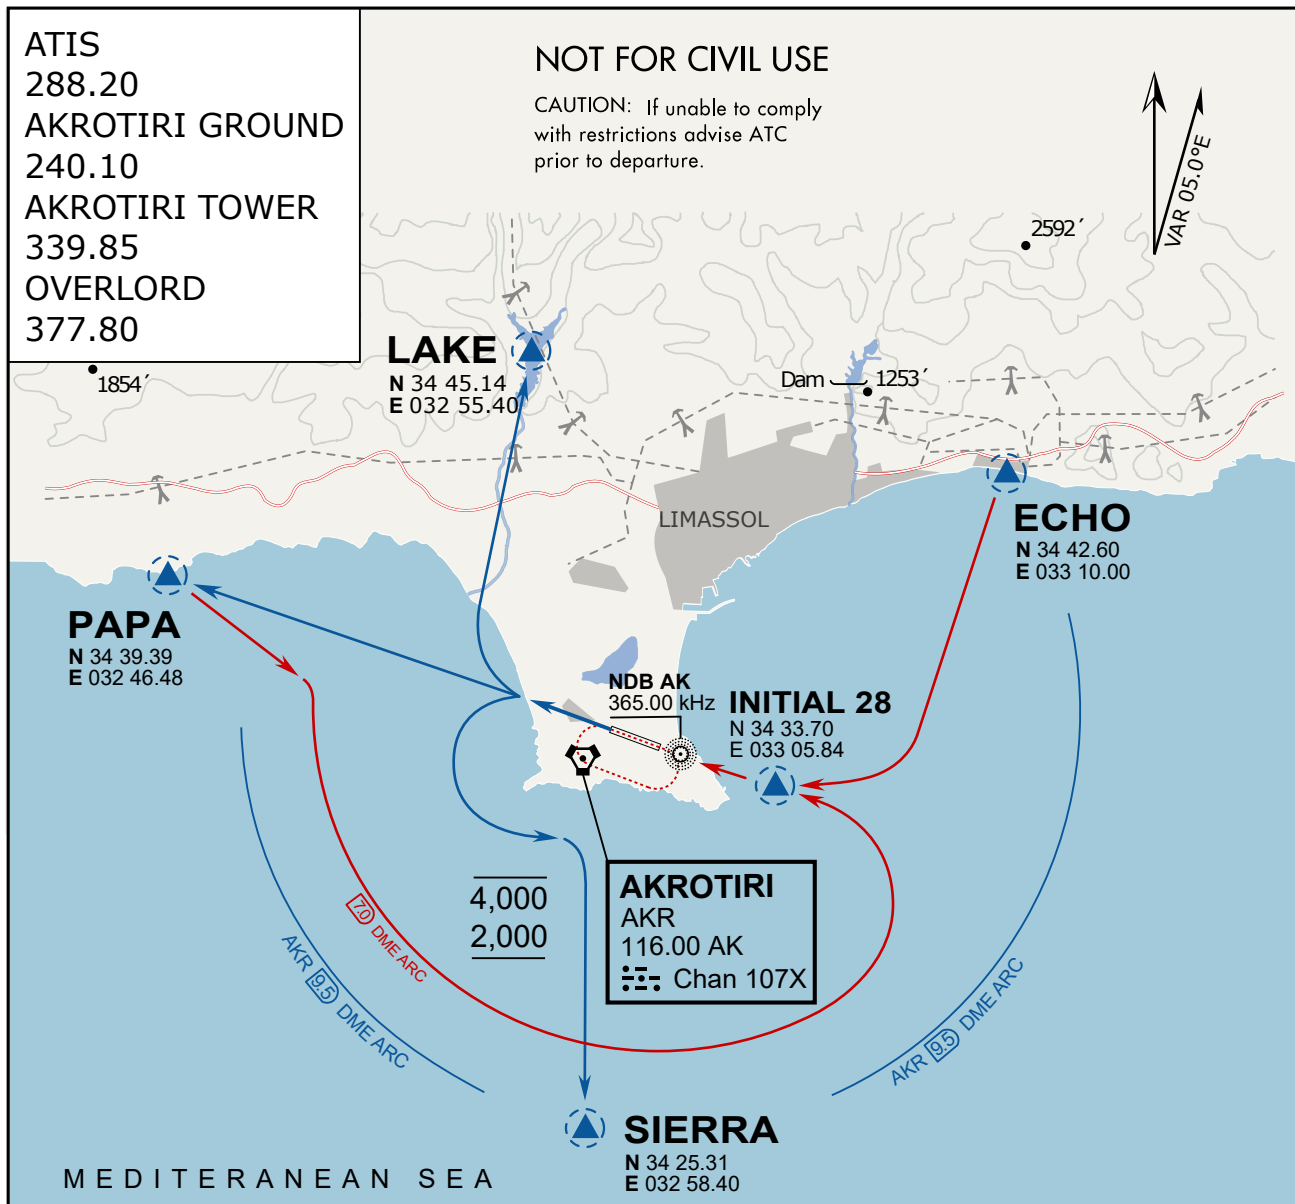 ATIS
288.20
AKROTIRI GROUND
240.10
AKROTIRI TOWER
339.85
OVERLORD
377.80
NOT FOR CIVIL USE
CAUTION: If unable to comply
with restrictions advise ATC
prior to departure.
VAR 05.0°E
2592´
1854´
LAKE
N 34 45.14
E 032 55.40
Dam
1253´
LIMASSOL
ECHO
N 34 42.60
E 033 10.00
PAPA
N 34 39.39
E 032 46.48
NDB AK
365.00 kHz
INITIAL 28
N 34 33.70
E 033 05.84
4,000
2,000
AKROTIRI
AKR
116.00 AK
Chan 107X
7.0 DME ARC
AKR 9.5 DME ARC
AKR 9.5 DME ARC
SIERRA
N 34 25.31
E 032 58.40
MEDITERANEAN SEA